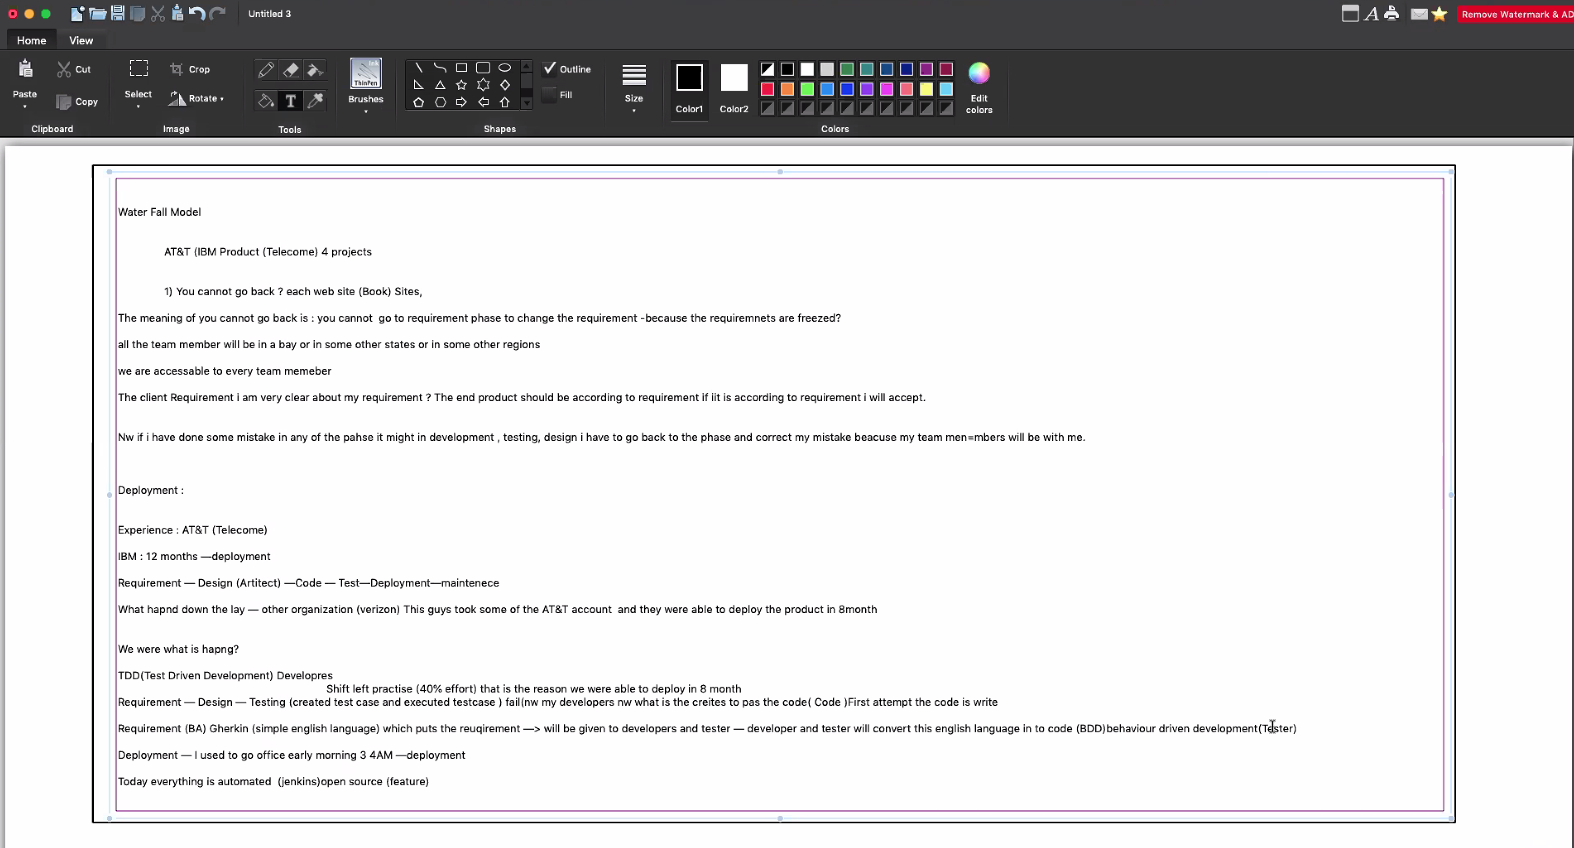 Untitled 3
Remove Watermark & AD
Home
View
Paste
Cut
Copy
Clipboard
Select
Crop
Rotate
Image
Tools
ThinPen
Brushes
Outline
Fill
Shapes
Size
Color1
Color2
Edit colors
Colors
Water Fall Model
AT&T (IBM Product (Telecome) 4 projects
1) You cannot go back ? each web site (Book) Sites,
The meaning of you cannot go back is : you cannot go to requirement phase to change the requirement -because the requiremnets are freezed?
all the team member will be in a bay or in some other states or in some other regions
we are accessable to every team memeber
The client Requirement i am very clear about my requirement ? The end product should be according to requirement if iit is according to requirement i will accept.
Nw if i have done some mistake in any of the pahse it might in development , testing, design i have to go back to the phase and correct my mistake beacuse my team men=mbers will be with me.
Deployment :
Experience : AT&T (Telecome)
IBM : 12 months —deployment
Requirement — Design (Artitect) —Code — Test—Deployment—maintenece
What hapnd down the lay — other organization (verizon) This guys took some of the AT&T account and they were able to deploy the product in 8month
We were what is hapng?
TDD(Test Driven Development) Developres
Shift left practise (40% effort) that is the reason we were able to deploy in 8 month
Requirement — Design — Testing (created test case and executed testcase ) fail(nw my developers nw what is the creites to pas the code( Code )First attempt the code is write
Requirement (BA) Gherkin (simple english language) which puts the reuqirement —> will be given to developers and tester — developer and tester will convert this english language in to code (BDD)behaviour driven development(Tester)
Deployment — I used to go office early morning 3 4AM —deployment
Today everything is automated (jenkins)open source (feature)